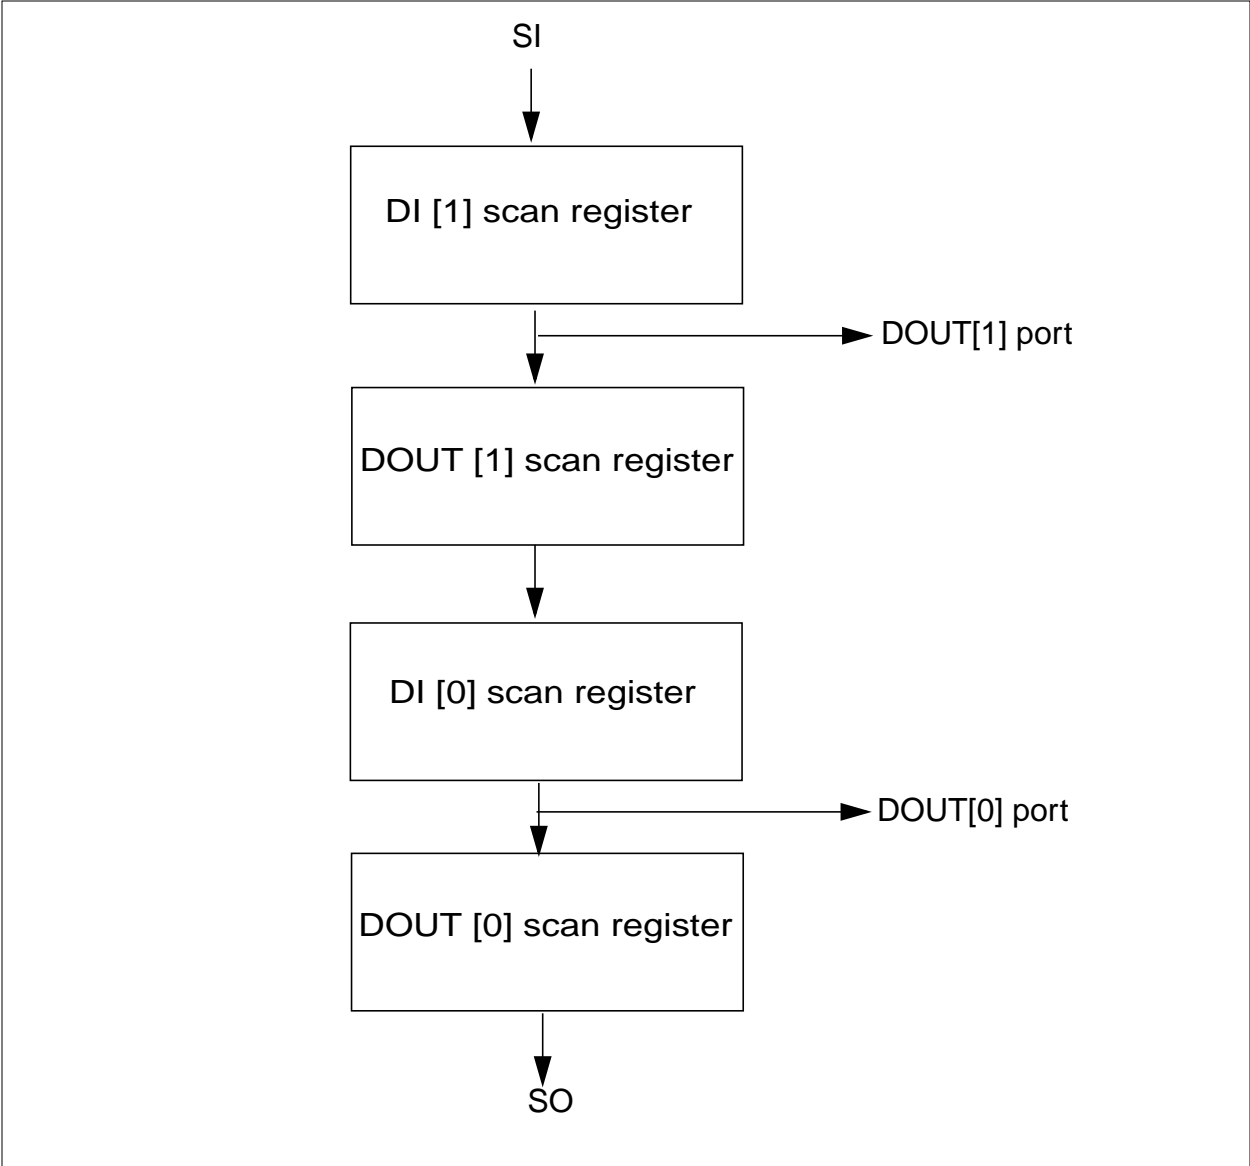 SI
DI [1] scan register
DOUT[1] port
DOUT [1] scan register
DI [0] scan register
DOUT[0] port
DOUT [0] scan register
SO